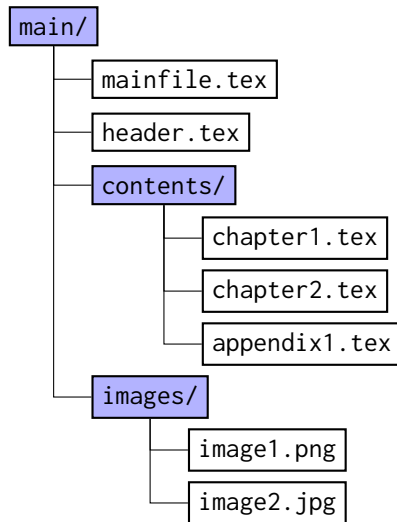 main/
mainfile.tex
header.tex
contents/
chapter1.tex
chapter2.tex
appendix1.tex
images/
image1.png
image2.jpg